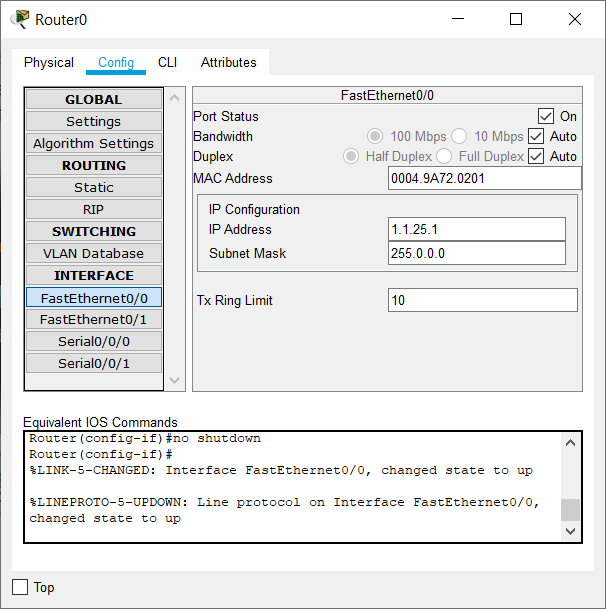 Router0
Physical Config CLI Attributes
GLOBAL
Settings
Algorithm Settings
ROUTING
Static
RIP
SWITCHING
VLAN Database
INTERFACE
FastEthernet0/0
FastEthernet0/1
Serial0/0/0
Serial0/0/1
FastEthernet0/0
Port Status On
Bandwidth 100 Mbps 10 Mbps Auto
Duplex Half Duplex Full Duplex Auto
MAC Address 0004.9A72.0201
IP Configuration
IP Address 1.1.25.1
Subnet Mask 255.0.0.0
Tx Ring Limit 10
Equivalent IOS Commands
Router(config-if)#no shutdown
Router(config-if)#
%LINK-5-CHANGED: Interface FastEthernet0/0, changed state to up
%LINEPROTO-5-UPDOWN: Line protocol on Interface FastEthernet0/0,
changed state to up
Top